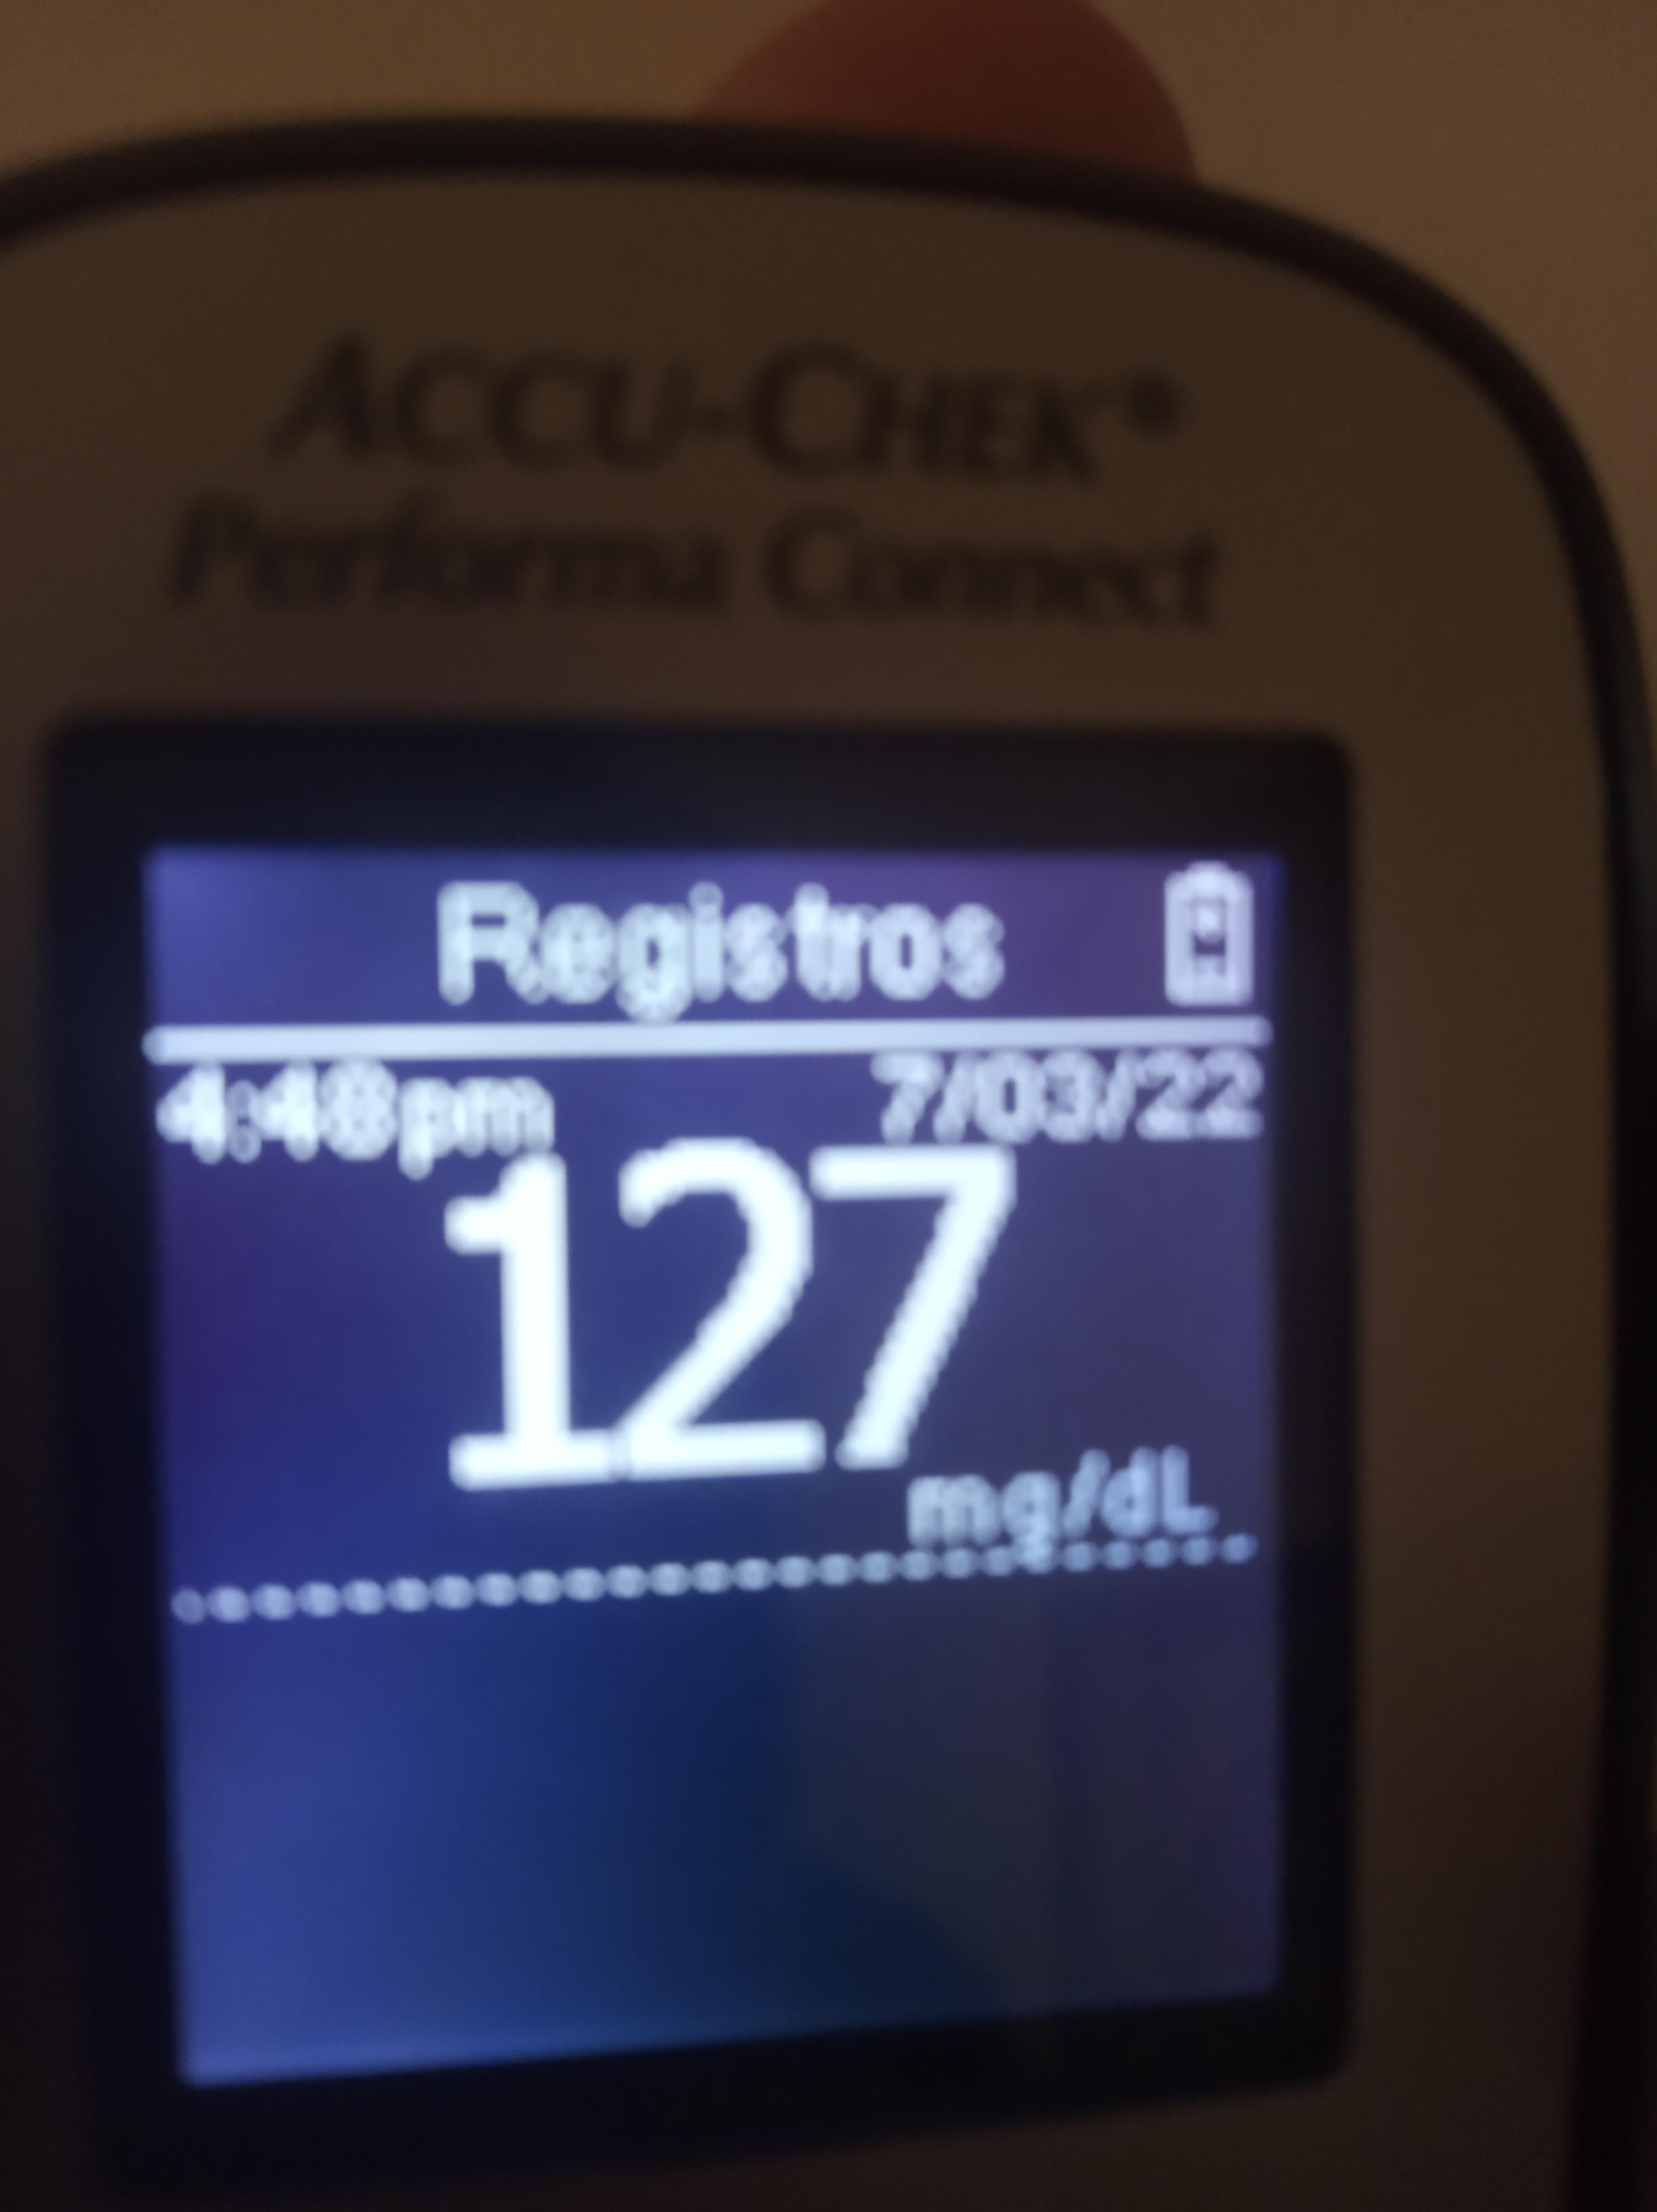 ACCU-CHEK®
Performa Connect
Registros
4:48pm 7/03/22
127
mg/dL